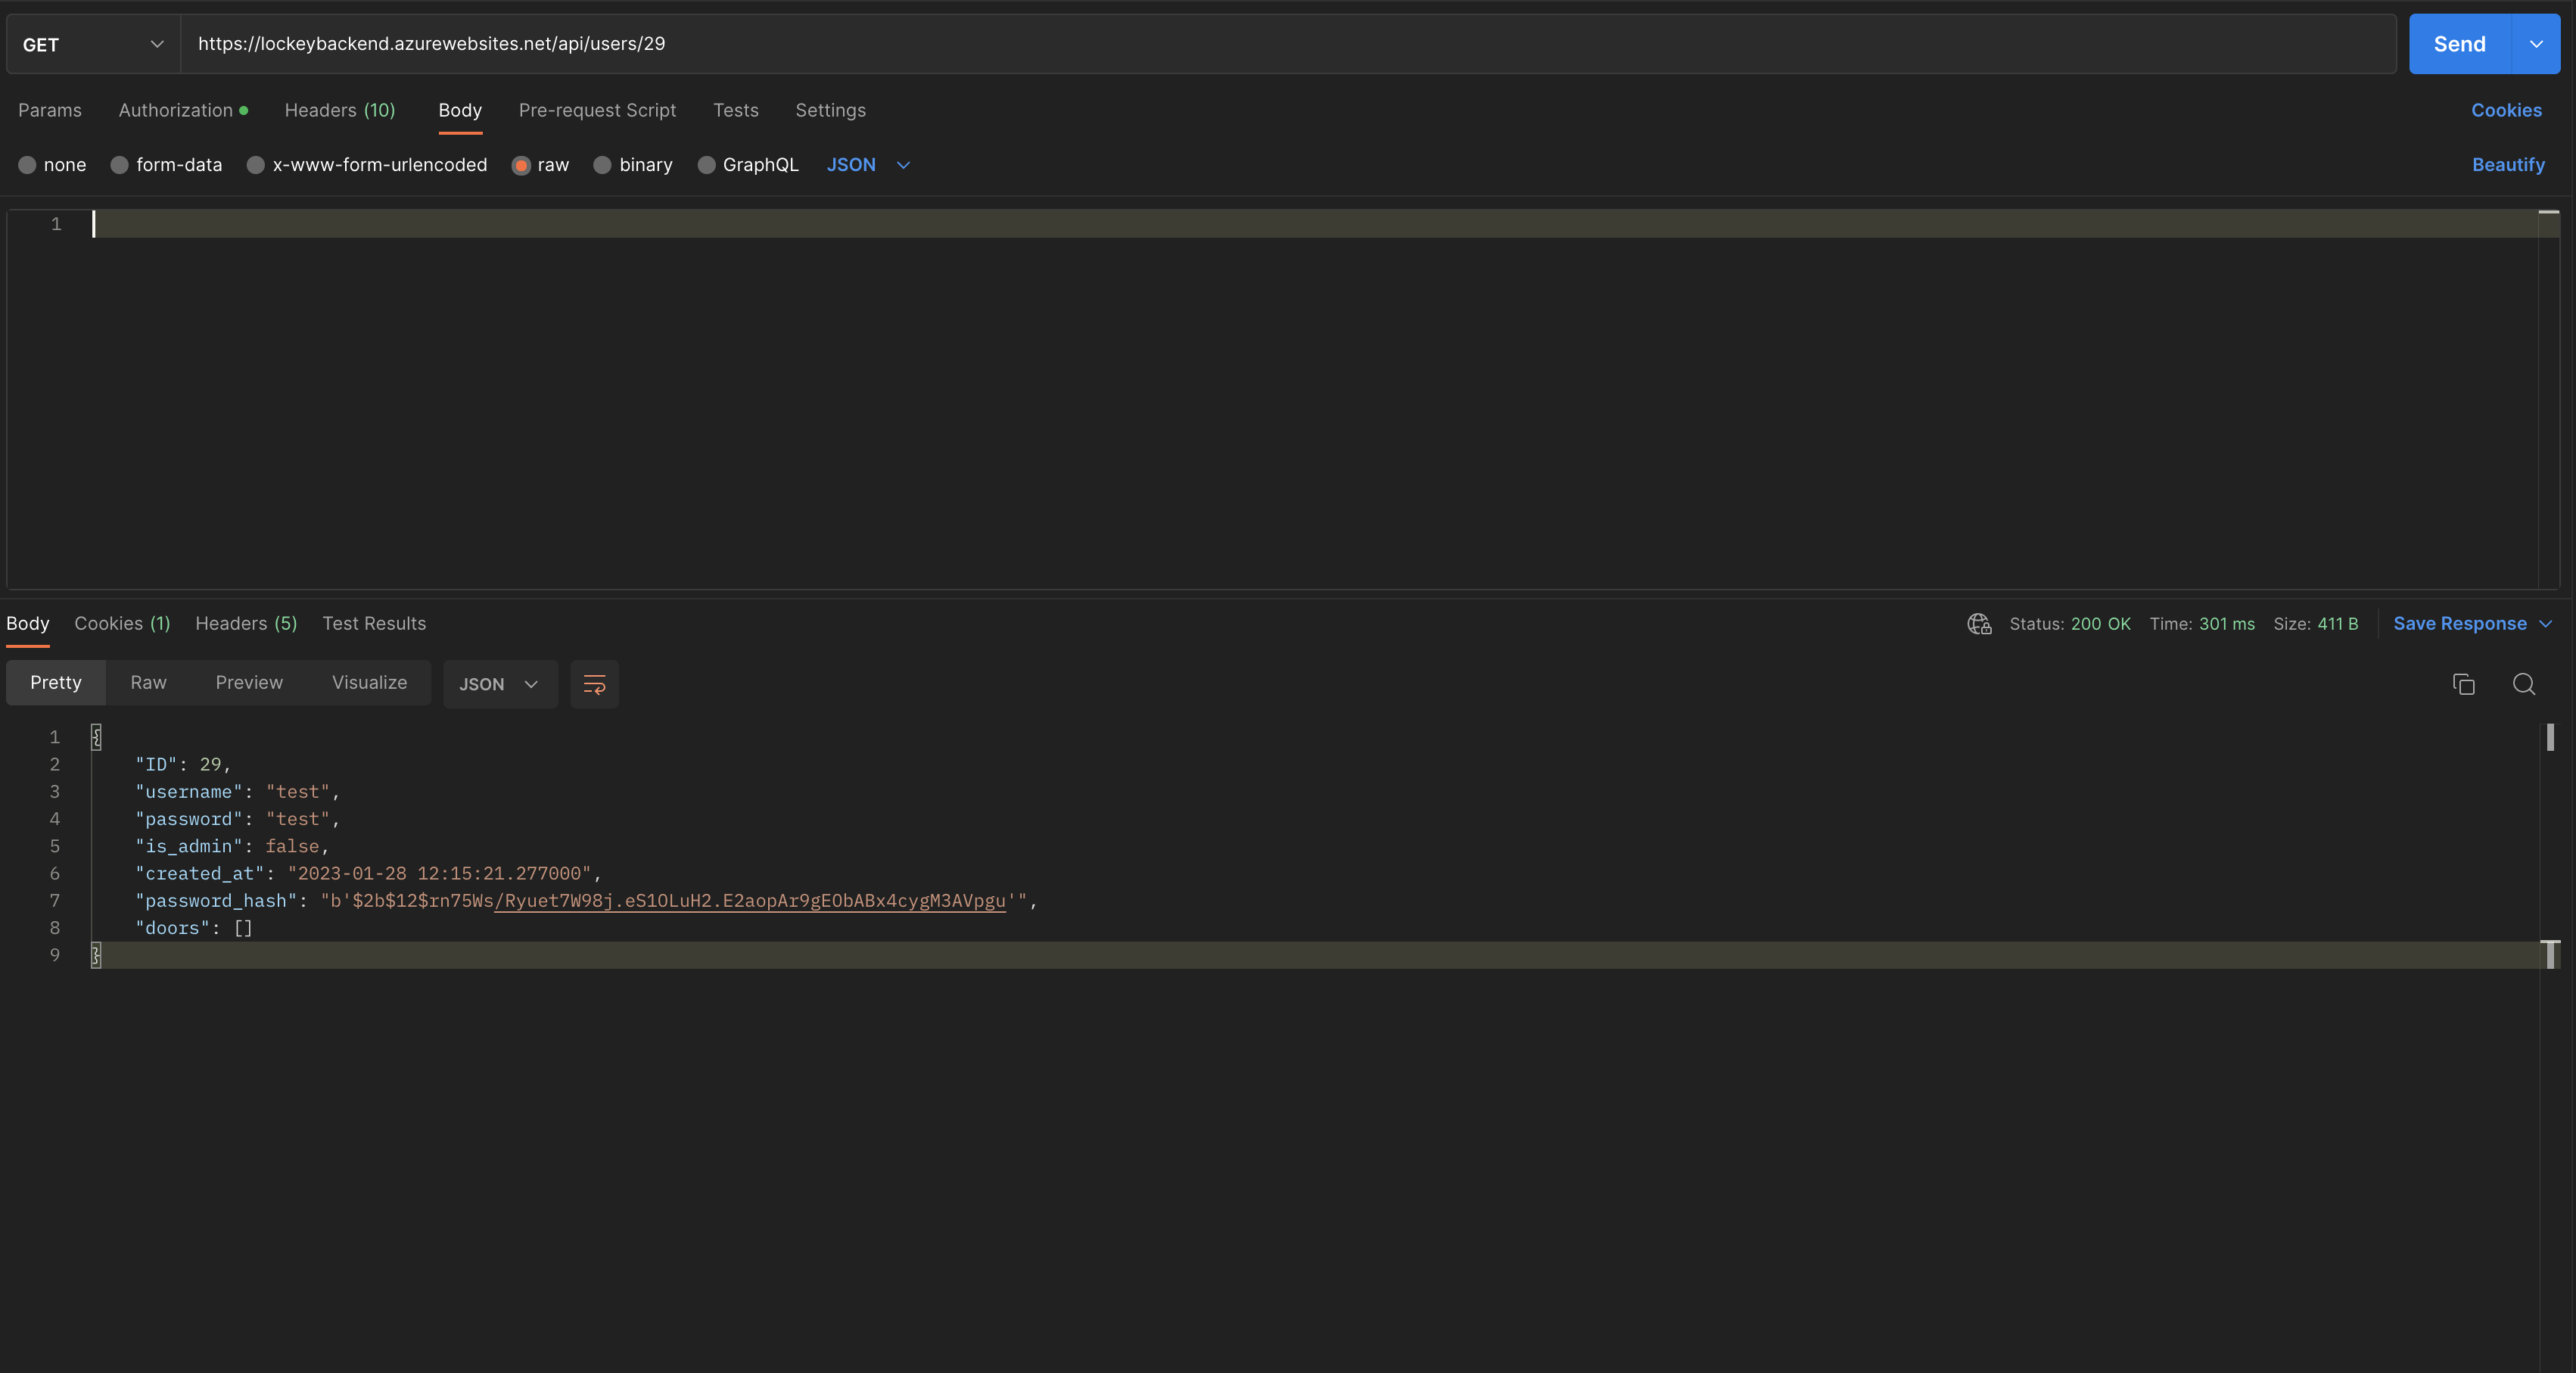 GET https://lockeybackend.azurewebsites.net/api/users/29 Send
Params Authorization Headers (10) Body Pre-request Script Tests Settings Cookies
none form-data x-www-form-urlencoded raw binary GraphQL JSON Beautify
1
Body Cookies (1) Headers (5) Test Results Status: 200 OK Time: 301 ms Size: 411 B Save Response
Pretty Raw Preview Visualize JSON
1 {
2 "ID": 29,
3 "username": "test",
4 "password": "test",
5 "is_admin": false,
6 "created_at": "2023-01-28 12:15:21.277000",
7 "password_hash": "b'$2b$12$rn75Ws/Ryuet7W98j.eS1OLuH2.E2aopAr9gEObABx4cygM3AVpgu'",
8 "doors": []
9 }